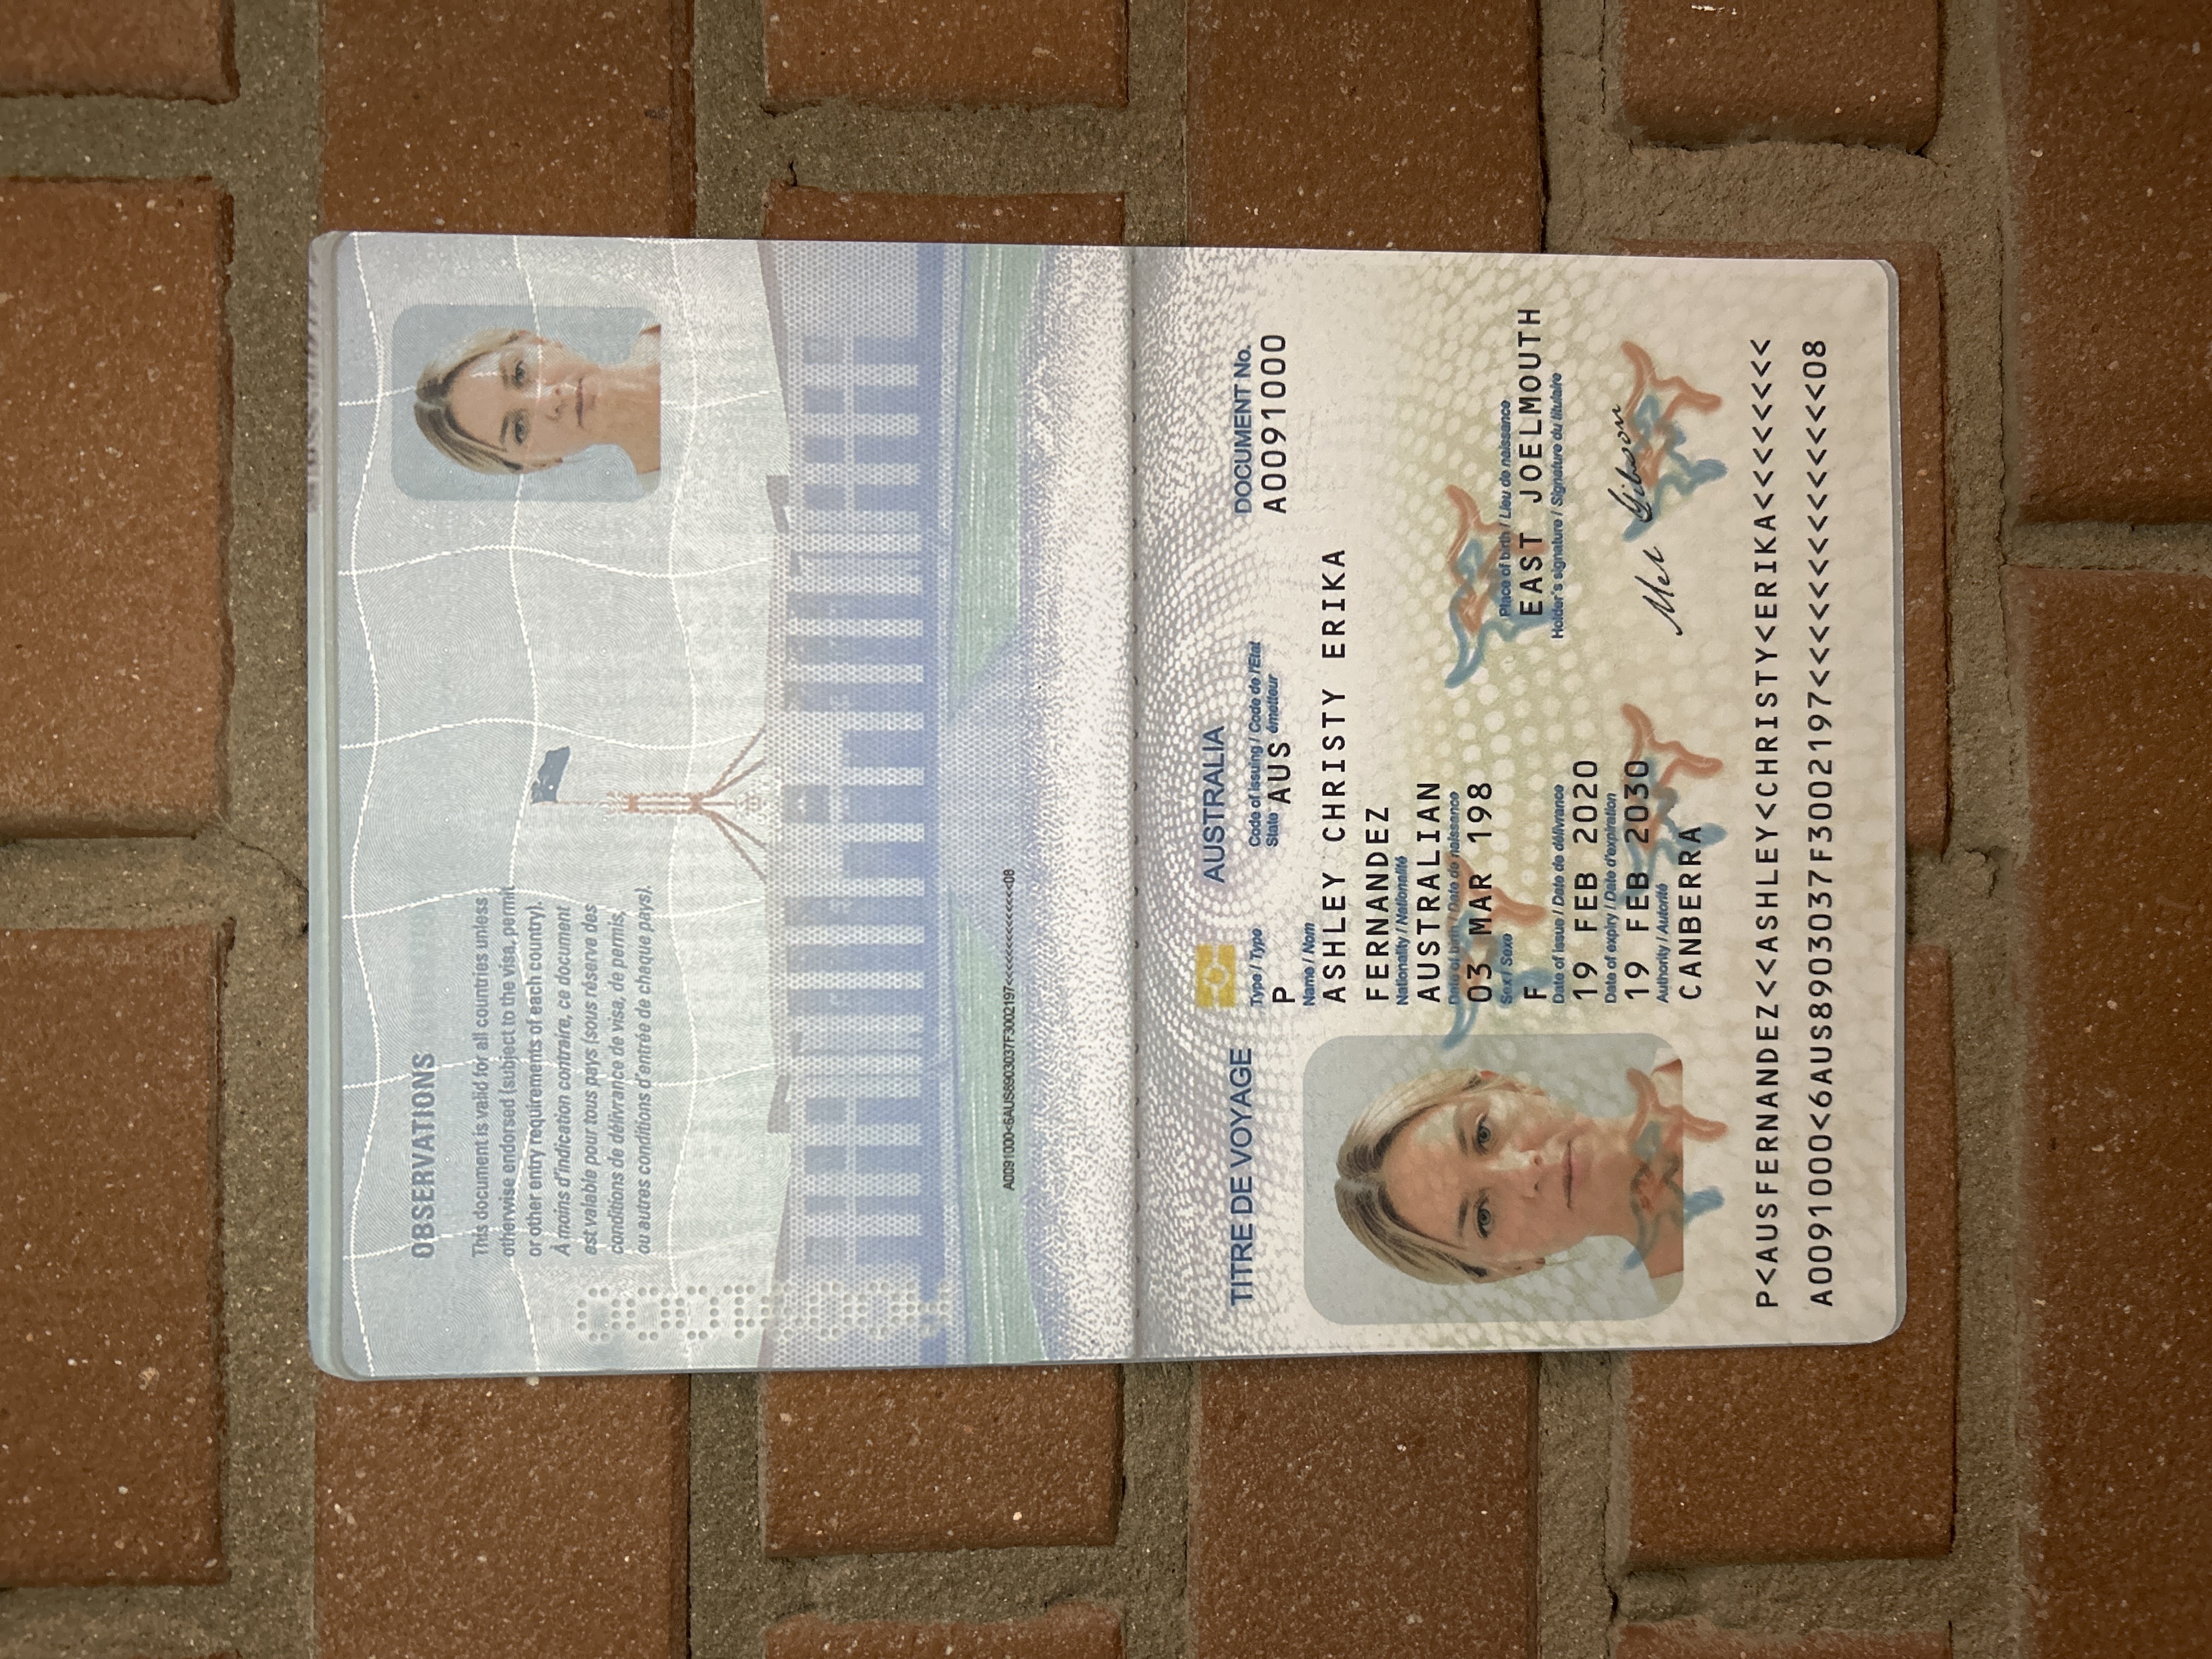 OBSERVATIONS
This document is valid for all countries unless
otherwise endorsed (subject to the visa, permit
or other entry requirements of each country).
À moins d'indication contraire, ce document
est valable pour tous pays (sous réserve des
conditions de délivrance de visa, de permis,
ou autres conditions d'entrée de chaque pays).
A0091000<6AUS8903037F3002197<<<<<<<<<<<<<<08
TITRE DE VOYAGE
AUSTRALIA
DOCUMENT No.
A0091000
Type / Type
P
Code of issuing / Code de l'Etat
State AUS émetteur
Name / Nom
ASHLEY CHRISTY ERIKA
FERNANDEZ
Nationality / Nationalité
AUSTRALIAN
Date of birth / Date de naissance
03 MAR 198
Sex / Sexe
F
Place of birth / Lieu de naissance
EAST JOELMOUTH
Date of issue / Date de délivrance
19 FEB 2020
Holder's signature / Signature du titulaire
Mel Gibson
Date of expiry / Date d'expiration
19 FEB 2030
Authority / Autorité
CANBERRA
P<AUSFERNANDEZ<<ASHLEY<CHRISTY<ERIKA<<<<<<<<
A0091000<6AUS8903037F3002197<<<<<<<<<<<<<<08